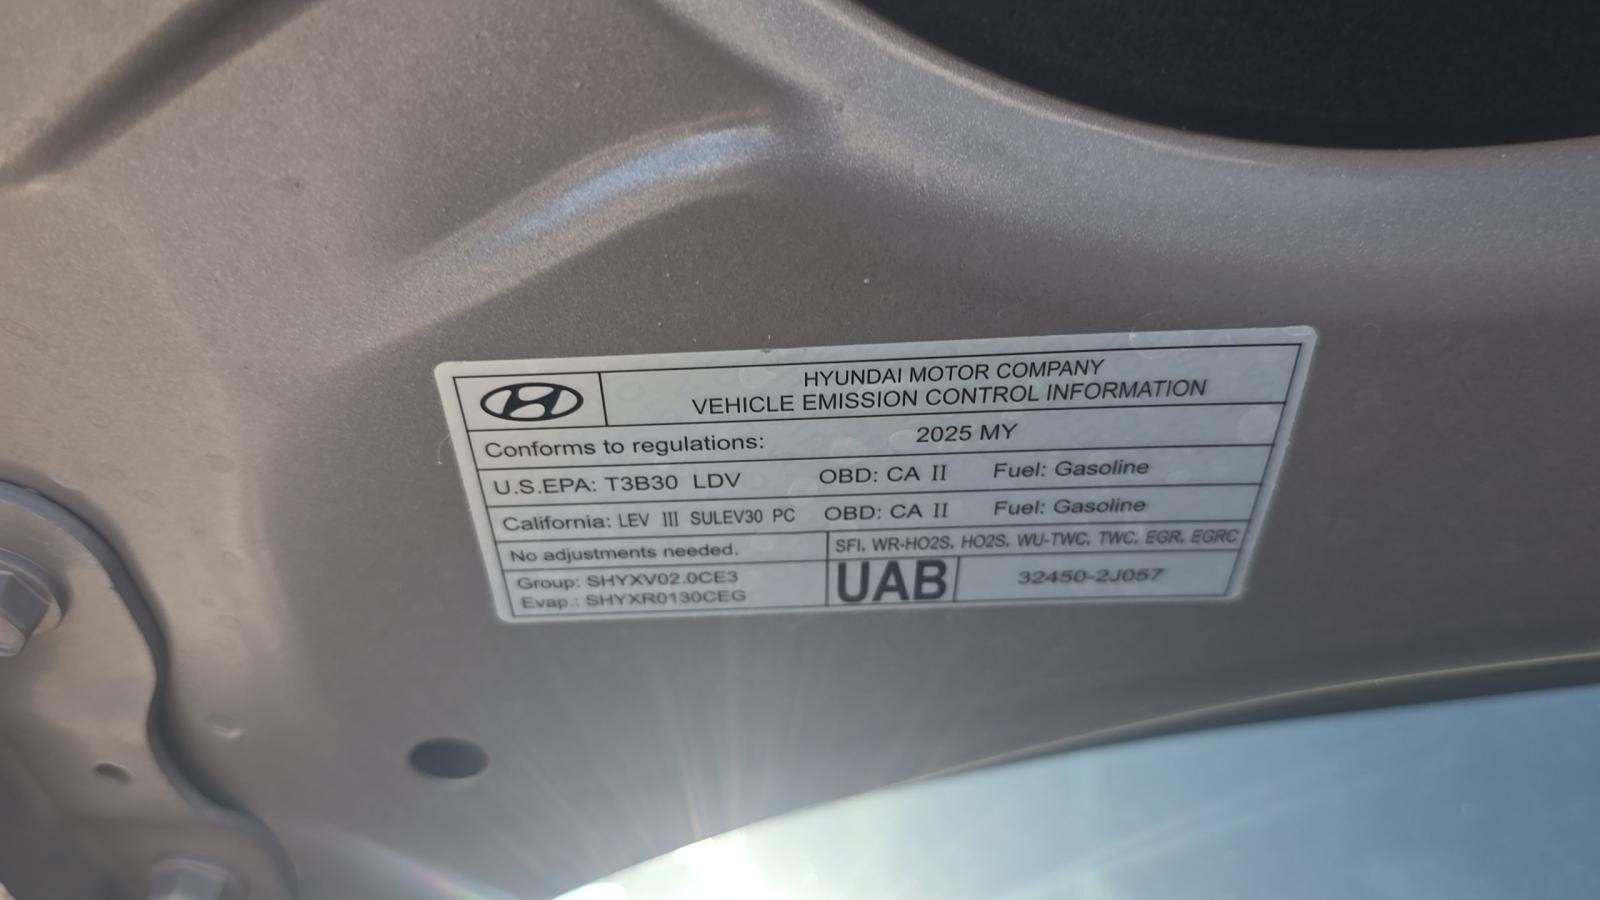 HYUNDAI MOTOR COMPANY
VEHICLE EMISSION CONTROL INFORMATION
Conforms to regulations: 2025 MY
U.S.EPA: T3B30 LDV OBD: CA II Fuel: Gasoline
California: LEV III SULEV30 PC OBD: CA II Fuel: Gasoline
No adjustments needed. SFI, WR-HO2S, HO2S, WU-TWC, TWC, EGR, EGRC
Group: SHYXV02.0CE3
Evap.: SHYXR0130CEG
UAB 32450-2J057